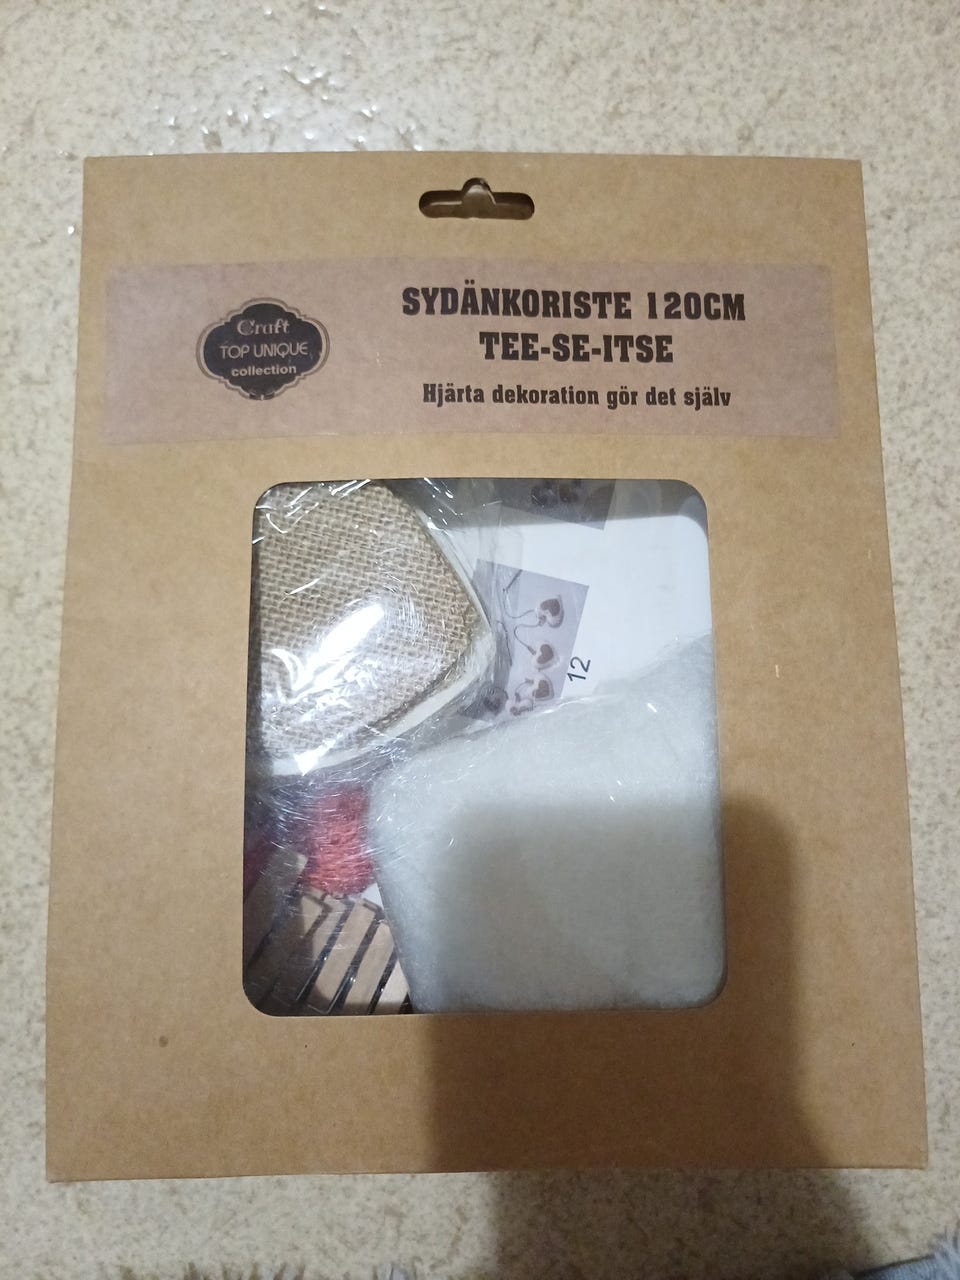 Craft
TOP UNIQUE
collection
SYDÄNKORISTE 120CM
TEE-SE-ITSE
Hjärta dekoration gör det själv
12